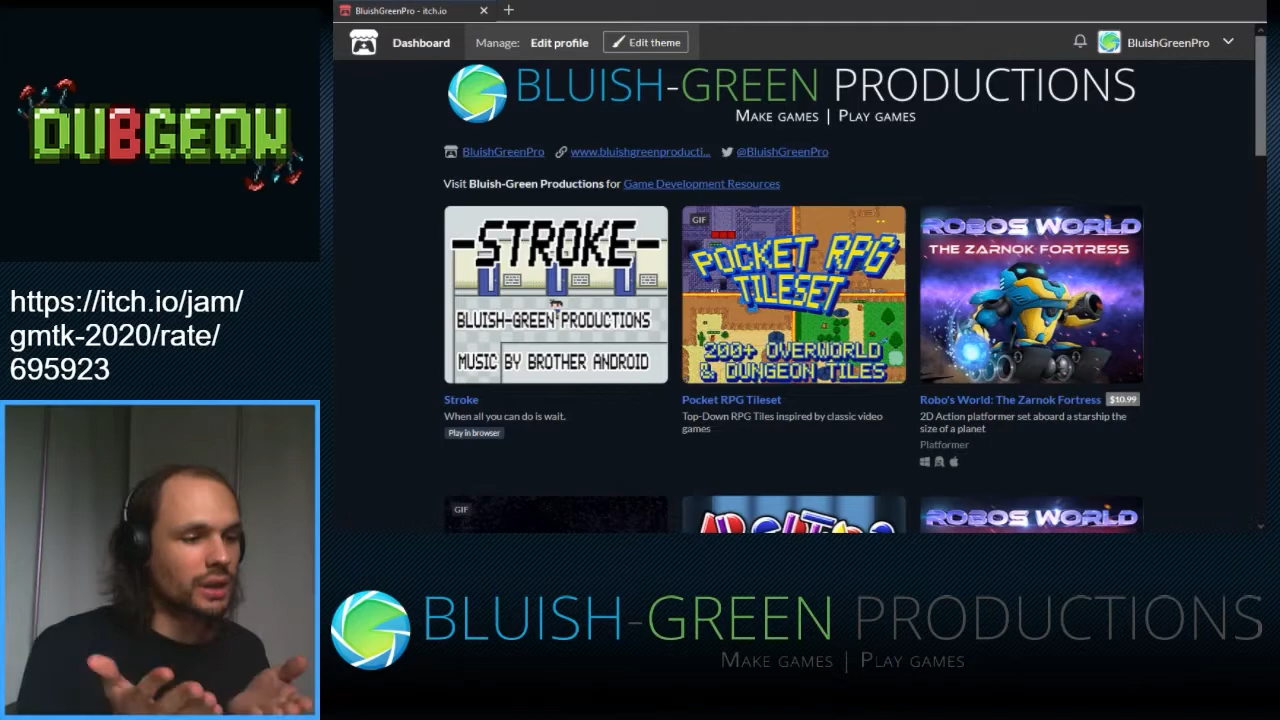 DUBGEON
https://itch.io/jam/
gmtk-2020/rate/
695923
BluishGreenPro - itch.io
Dashboard
Manage:
Edit profile
Edit theme
BluishGreenPro
BLUISH-GREEN PRODUCTIONS
MAKE GAMES | PLAY GAMES
BluishGreenPro
www.bluishgreenproducti...
@BluishGreenPro
Visit Bluish-Green Productions for Game Development Resources
-STROKE-
BLUISH-GREEN PRODUCTIONS
MUSIC BY BROTHER ANDROID
Stroke
When all you can do is wait.
Play in browser
GIF
POCKET RPG
TILESET
200+ OVERWORLD
& DUNGEON TILES
Pocket RPG Tileset
Top-Down RPG Tiles inspired by classic video
games
ROBOS WORLD
THE ZARNOK FORTRESS
Robo's World: The Zarnok Fortress
$10.99
2D Action platformer set aboard a starship the
size of a planet
Platformer
GIF
ROBOS WORLD
BLUISH-GREEN PRODUCTIONS
MAKE GAMES | PLAY GAMES